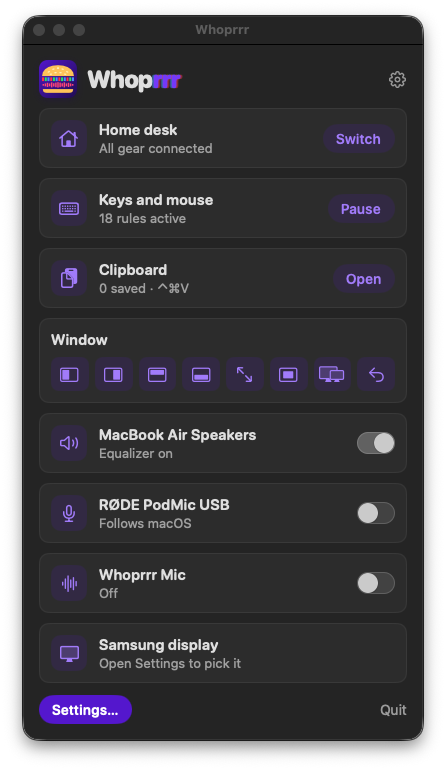 Whoprrr
Whoprrr
Home desk
All gear connected
Switch
Keys and mouse
18 rules active
Pause
Clipboard
0 saved · ^⌘V
Open
Window
MacBook Air Speakers
Equalizer on
RØDE PodMic USB
Follows macOS
Whoprrr Mic
Off
Samsung display
Open Settings to pick it
Settings...
Quit